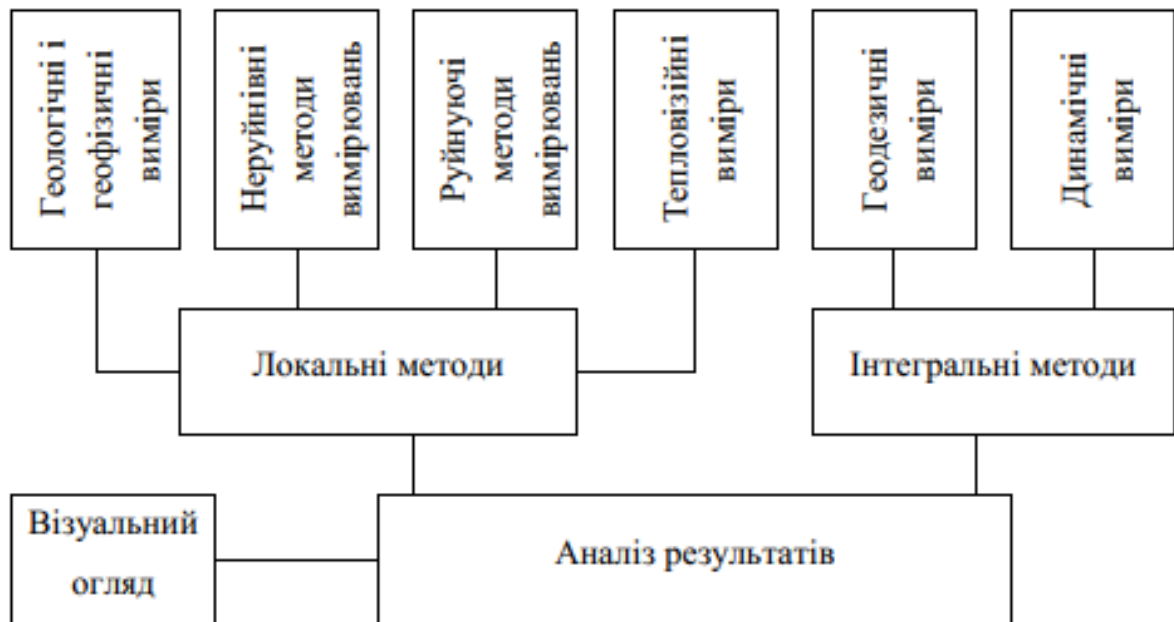 Геологічні і
геофізичні
виміри
Неруйнівні
методи
вимірювань
Руйнуючі
методи
вимірювань
Тепловізійні
виміри
Геодезичні
виміри
Динамічні
виміри
Локальні методи
Інтегральні методи
Візуальний
огляд
Аналіз результатів